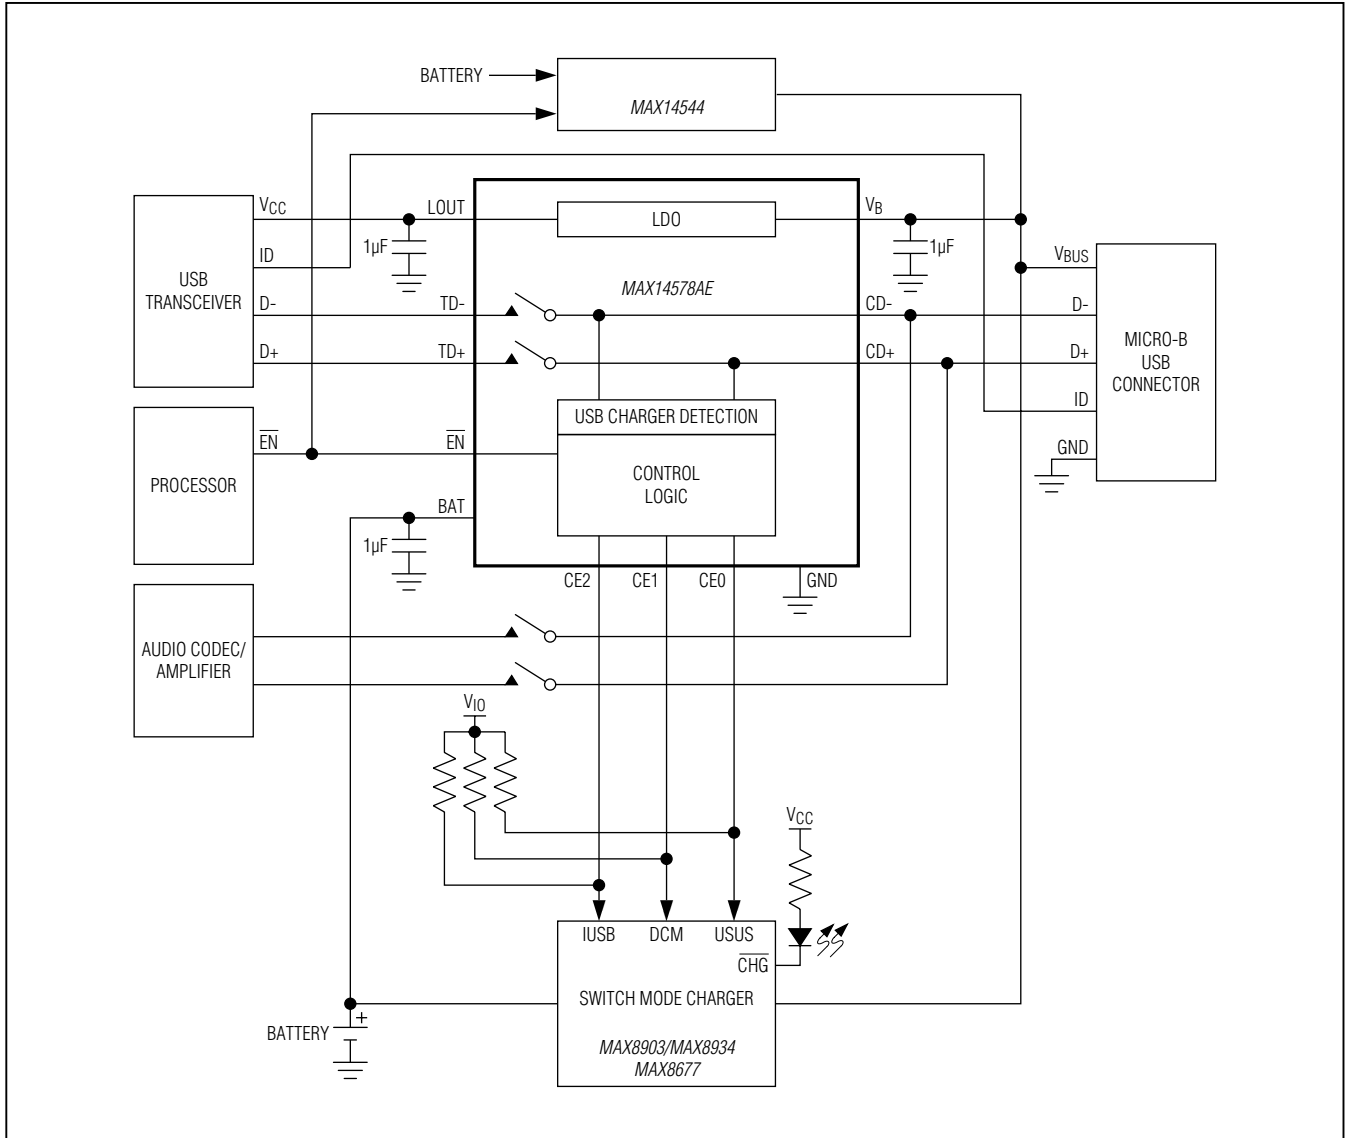 BATTERY
MAX14544
VCC
LOUT
LDO
VB
1µF
1µF
ID
VBUS
USB
TRANSCEIVER
MAX14578AE
D-
TD-
CD-
D-
D+
TD+
CD+
D+
MICRO-B
USB
CONNECTOR
USB CHARGER DETECTION
ID
EN
EN
GND
PROCESSOR
CONTROL
LOGIC
BAT
1µF
CE2
CE1
CE0
GND
AUDIO CODEC/
AMPLIFIER
VIO
VCC
IUSB
DCM
USUS
CHG
SWITCH MODE CHARGER
BATTERY
+
MAX8903/MAX8934
MAX8677